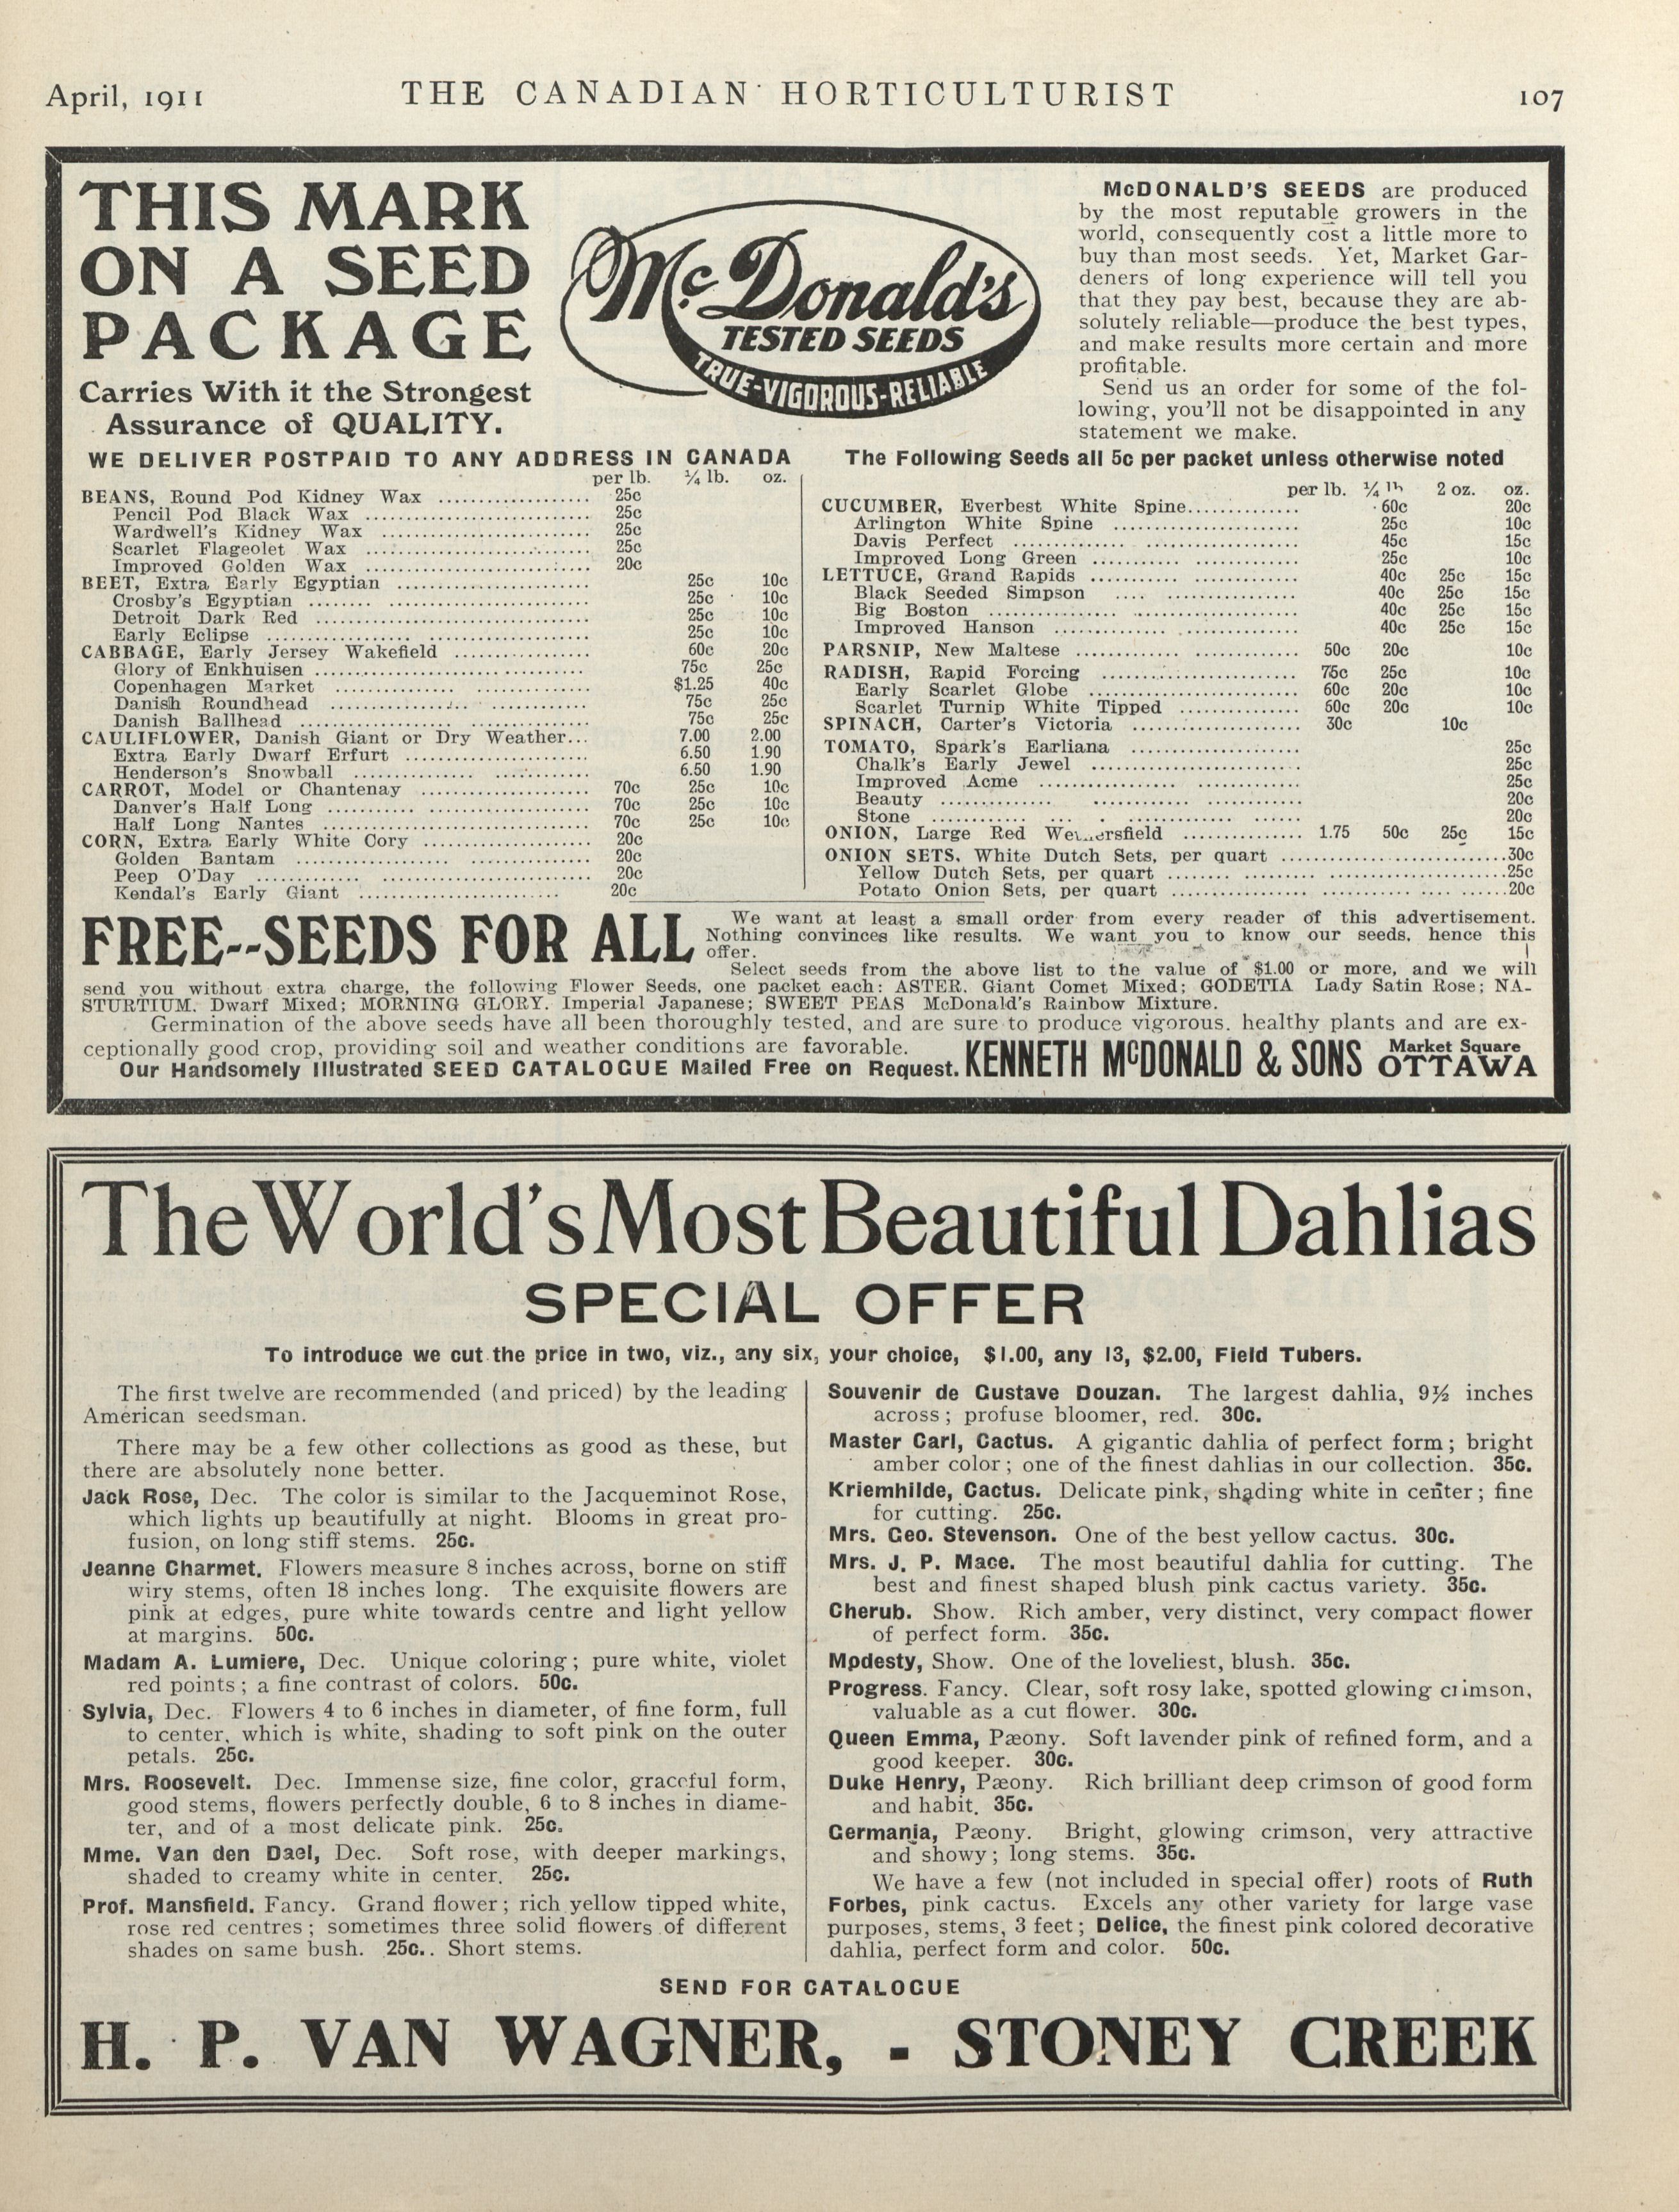 April, 1911
THE CANADIAN HORTICULTURIST
107
THIS MARK
ON A SEED
PACKAGE
Carries With it the Strongest
Assurance of QUALITY.
McDonald's
TESTED SEEDS
TRUE-VIGOROUS-RELIABLE
McDONALD'S SEEDS are produced
by the most reputable growers in the
world, consequently cost a little more to
buy than most seeds. Yet, Market Gar-
deners of long experience will tell you
that they pay best, because they are ab-
solutely reliable—produce the best types,
and make results more certain and more
profitable.
Send us an order for some of the fol-
lowing, you'll not be disappointed in any
statement we make.
WE DELIVER POSTPAID TO ANY ADDRESS IN CANADA
per lb. ¼ lb. oz.
BEANS, Round Pod Kidney Wax .................. 25c
Pencil Pod Black Wax .................. 25c
Wardwell's Kidney Wax .................. 25c
Scarlet Flageolet Wax .................. 25c
Improved Golden Wax .................. 20c
BEET, Extra Early Egyptian .................. 25c 10c
Crosby's Egyptian .................. 25c 10c
Detroit Dark Red .................. 25c 10c
Early Eclipse .................. 25c 10c
CABBAGE, Early Jersey Wakefield .................. 60c 20c
Glory of Enkhuisen .................. 75c 25c
Copenhagen Market .................. $1.25 40c
Danish Roundhead .................. 75c 25c
Danish Ballhead .................. 75c 25c
CAULIFLOWER, Danish Giant or Dry Weather... 7.00 2.00
Extra Early Dwarf Erfurt .................. 6.50 1.90
Henderson's Snowball .................. 6.50 1.90
CARROT, Model or Chantenay .................. 70c 25c 10c
Danver's Half Long .................. 70c 25c 10c
Half Long Nantes .................. 70c 25c 10c
CORN, Extra Early White Cory .................. 20c
Golden Bantam .................. 20c
Peep O'Day .................. 20c
Kendal's Early Giant .................. 20c
The Following Seeds all 5c per packet unless otherwise noted
per lb. ¼ lb 2 oz. oz.
CUCUMBER, Everbest White Spine.............. 60c 20c
Arlington White Spine .................. 25c 10c
Davis Perfect .................. 45c 15c
Improved Long Green .................. 25c 10c
LETTUCE, Grand Rapids .................. 40c 25c 15c
Black Seeded Simpson .................. 40c 25c 15c
Big Boston .................. 40c 25c 15c
Improved Hanson .................. 40c 25c 15c
PARSNIP, New Maltese .................. 50c 20c 10c
RADISH, Rapid Forcing .................. 75c 25c 10c
Early Scarlet Globe .................. 60c 20c 10c
Scarlet Turnip White Tipped .............. 60c 20c 10c
SPINACH, Carter's Victoria .................. 30c 10c
TOMATO, Spark's Earliana .................. 25c
Chalk's Early Jewel .................. 25c
Improved Acme .................. 25c
Beauty .................. 20c
Stone .................. 20c
ONION, Large Red .............. 1.75 50c 25c 15c
ONION SETS, White Dutch Sets, per quart ..................30c
Yellow Dutch Sets, per quart ..................25c
Potato Onion Sets, per quart ..................20c
FREE--SEEDS FOR ALL
We want at least a small order from every reader of this advertisement.
Nothing convinces like results. We want you to know our seeds, hence this
offer.
Select seeds from the above list to the value of $1.00 or more, and we will
send you without extra charge, the following Flower Seeds, one packet each: ASTER. Giant Comet Mixed; GODETIA Lady Satin Rose; NA-
STURTIUM. Dwarf Mixed; MORNING GLORY. Imperial Japanese; SWEET PEAS McDonald's Rainbow Mixture.
Germination of the above seeds have all been thoroughly tested, and are sure to produce vigorous. healthy plants and are ex-
ceptionally good crop, providing soil and weather conditions are favorable.
Our Handsomely Illustrated SEED CATALOGUE Mailed Free on Request.
KENNETH McDONALD & SONS Market Square
OTTAWA
The World's Most Beautiful Dahlias
SPECIAL OFFER
To introduce we cut the price in two, viz., any six, your choice, $1.00, any 13, $2.00, Field Tubers.
The first twelve are recommended (and priced) by the leading
American seedsman.
There may be a few other collections as good as these, but
there are absolutely none better.
Jack Rose, Dec. The color is similar to the Jacqueminot Rose,
which lights up beautifully at night. Blooms in great pro-
fusion, on long stiff stems. 25c.
Jeanne Charmet. Flowers measure 8 inches across, borne on stiff
wiry stems, often 18 inches long. The exquisite flowers are
pink at edges, pure white towards centre and light yellow
at margins. 50c.
Madam A. Lumiere, Dec. Unique coloring; pure white, violet
red points; a fine contrast of colors. 50c.
Sylvia, Dec. Flowers 4 to 6 inches in diameter, of fine form, full
to center, which is white, shading to soft pink on the outer
petals. 25c.
Mrs. Roosevelt. Dec. Immense size, fine color, graceful form,
good stems, flowers perfectly double, 6 to 8 inches in diame-
ter, and of a most delicate pink. 25c.
Mme. Van den Dael, Dec. Soft rose, with deeper markings,
shaded to creamy white in center. 25c.
Prof. Mansfield. Fancy. Grand flower; rich yellow tipped white,
rose red centres; sometimes three solid flowers of different
shades on same bush. 25c.. Short stems.
Souvenir de Gustave Douzan. The largest dahlia, 9½ inches
across; profuse bloomer, red. 30c.
Master Carl, Cactus. A gigantic dahlia of perfect form; bright
amber color; one of the finest dahlias in our collection. 35c.
Kriemhilde, Cactus. Delicate pink, shading white in center; fine
for cutting. 25c.
Mrs. Geo. Stevenson. One of the best yellow cactus. 30c.
Mrs. J. P. Mace. The most beautiful dahlia for cutting. The
best and finest shaped blush pink cactus variety. 35c.
Cherub. Show. Rich amber, very distinct, very compact flower
of perfect form. 35c.
Modesty, Show. One of the loveliest, blush. 35c.
Progress. Fancy. Clear, soft rosy lake, spotted glowing crimson,
valuable as a cut flower. 30c.
Queen Emma, Pæony. Soft lavender pink of refined form, and a
good keeper. 30c.
Duke Henry, Pæony. Rich brilliant deep crimson of good form
and habit. 35c.
Germania, Pæony. Bright, glowing crimson, very attractive
and showy; long stems. 35c.
We have a few (not included in special offer) roots of Ruth
Forbes, pink cactus. Excels any other variety for large vase
purposes, stems, 3 feet; Delice, the finest pink colored decorative
dahlia, perfect form and color. 50c.
SEND FOR CATALOGUE
H. P. VAN WAGNER, - STONEY CREEK